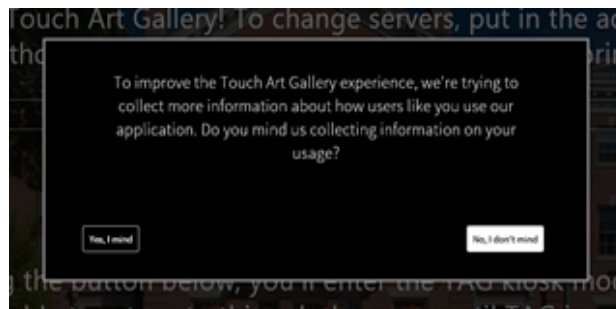 Touch Art Gallery! To change servers, put in the
To improve the Touch Art Gallery experience, we're trying to
collect more information about how users like you use our
application. Do you mind us collecting information on your
usage?
Yes, I mind
No, I don't mind
the button below, you'll enter the TAG kiosk